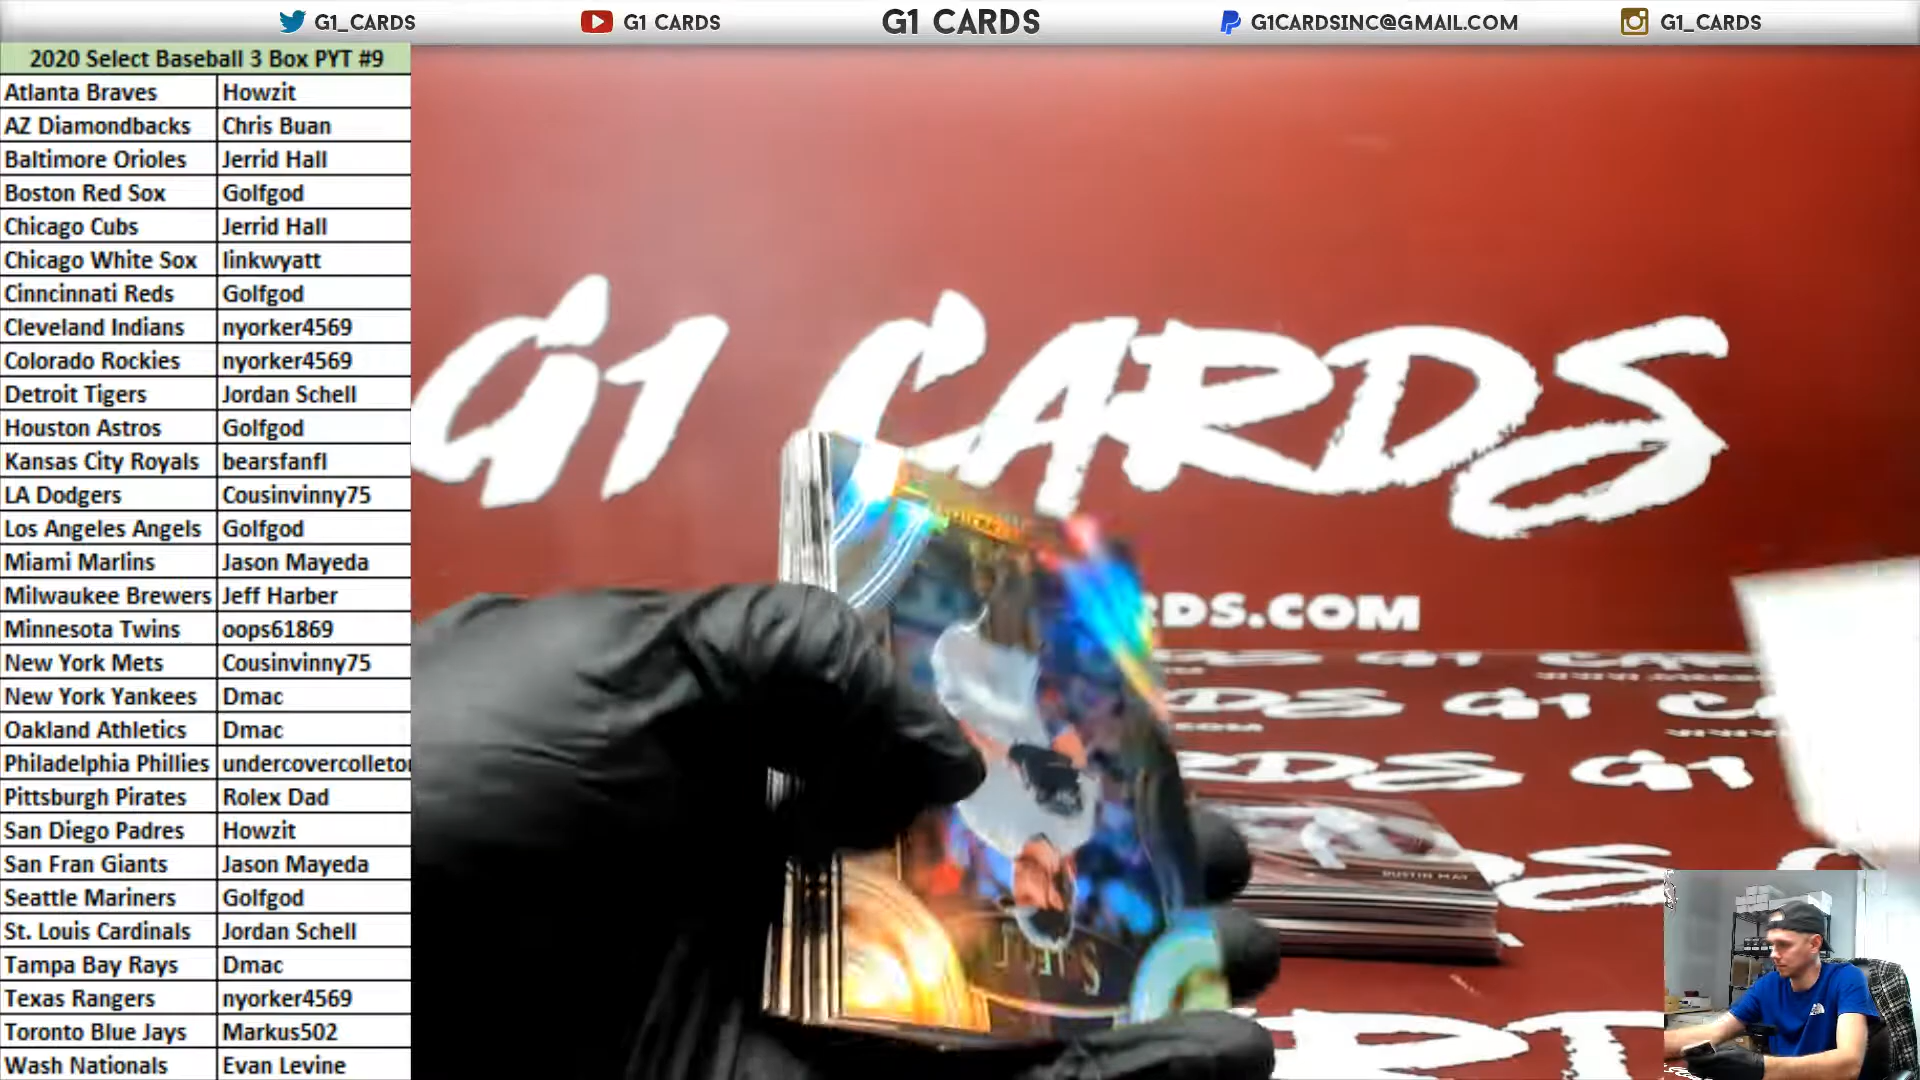 G1_CARDS G1 CARDS G1 CARDS G1CARDSINC@GMAIL.COM G1_CARDS
2020 Select Baseball 3 Box PYT #9
Atlanta Braves Howzit
AZ Diamondbacks Chris Buan
Baltimore Orioles Jerrid Hall
Boston Red Sox Golfgod
Chicago Cubs Jerrid Hall
Chicago White Sox linkwyatt
Cinncinnati Reds Golfgod
Cleveland Indians nyorker4569
Colorado Rockies nyorker4569
Detroit Tigers Jordan Schell
Houston Astros Golfgod
Kansas City Royals bearsfanfl
LA Dodgers Cousinvinny75
Los Angeles Angels Golfgod
Miami Marlins Jason Mayeda
Milwaukee Brewers Jeff Harber
Minnesota Twins oops61869
New York Mets Cousinvinny75
New York Yankees Dmac
Oakland Athletics Dmac
Philadelphia Phillies undercovercolletor
Pittsburgh Pirates Rolex Dad
San Diego Padres Howzit
San Fran Giants Jason Mayeda
Seattle Mariners Golfgod
St. Louis Cardinals Jordan Schell
Tampa Bay Rays Dmac
Texas Rangers nyorker4569
Toronto Blue Jays Markus502
Wash Nationals Evan Levine
G1 CARDS
RDS.COM
DUSTIN MAY